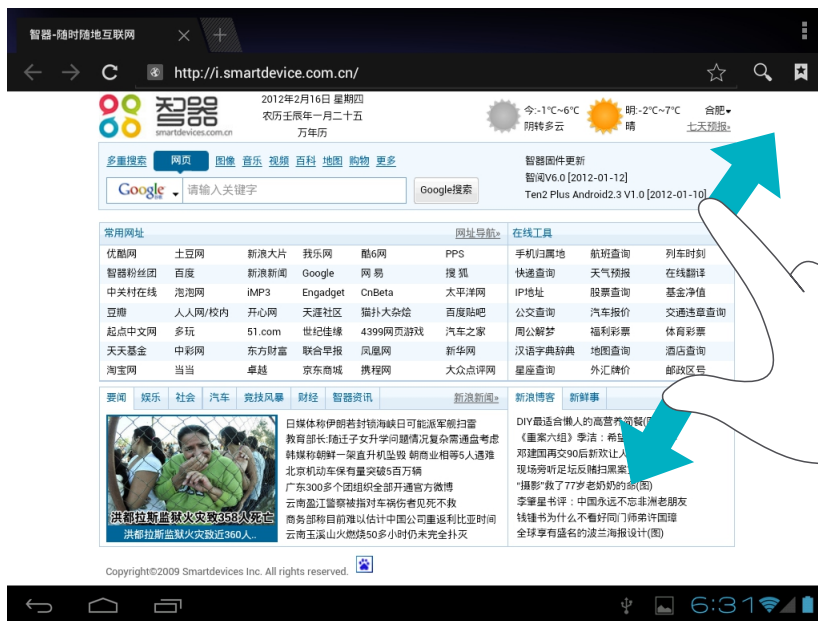 智器-随时随地互联网
http://i.smartdevice.com.cn/
智器
smartdevices.com.cn
2012年2月16日 星期四
农历壬辰年一月二十五
万年历
今:-1℃~6℃
阴转多云
明:-2℃~7℃
晴
合肥
七天预报»
多重搜索 网页 图像 音乐 视频 百科 地图 购物 更多
Google 请输入关键字 Google搜索
智器固件更新
智阅V6.0 [2012-01-12]
Ten2 Plus Android2.3 V1.0 [2012-01-10]
常用网址 网址导航»
优酷网 土豆网 新浪大片 我乐网 酷6网 PPS
智器粉丝团 百度 新浪新闻 Google 网 易 搜 狐
中关村在线 泡泡网 iMP3 Engadget CnBeta 太平洋网
豆瓣 人人网/校内 开心网 天涯社区 猫扑大杂烩 百度贴吧
起点中文网 多玩 51.com 世纪佳缘 4399网页游戏 汽车之家
天天基金 中彩网 东方财富 联合早报 凤凰网 新华网
淘宝网 当当 卓越 京东商城 携程网 大众点评网
在线工具
手机归属地 航班查询 列车时刻
快递查询 天气预报 在线翻译
IP地址 股票查询 基金净值
公交查询 汽车报价 交通违章查询
周公解梦 福利彩票 体育彩票
汉语字典辞典 地图查询 酒店查询
星座查询 外汇牌价 邮政区号
要闻 娱乐 社会 汽车 竞技风暴 财经 智器资讯 新浪新闻»
洪都拉斯监狱火灾致358人死亡
洪都拉斯监狱火灾致近360人..
日媒体称伊朗若封锁海峡日可能派军舰扫雷
教育部长:随迁子女升学问题情况复杂需通盘考虑
韩媒称朝鲜一架直升机坠毁 朝商业相等5人遇难
北京机动车保有量突破5百万辆
广东300多个团组织全部开通官方微博
云南盈江警察被指对车祸伤者见死不救
商务部称目前难以估计中国公司重返利比亚时间
云南玉溪山火燃烧50多小时仍未完全扑灭
新浪博客 新鲜事
DIY最适合懒人的高营养简餐(
《重案六组》季洁：希
邓建国再交90后新欢让人
现场旁听足坛反赌扫黑案
"摄影"救了77岁老奶奶的命(图)
李肇星书评：中国永远不忘非洲老朋友
钱锺书为什么不看好同门师弟许国璋
全球享有盛名的波兰海报设计(图)
Copyright©2009 Smartdevices Inc. All rights reserved.
6:31